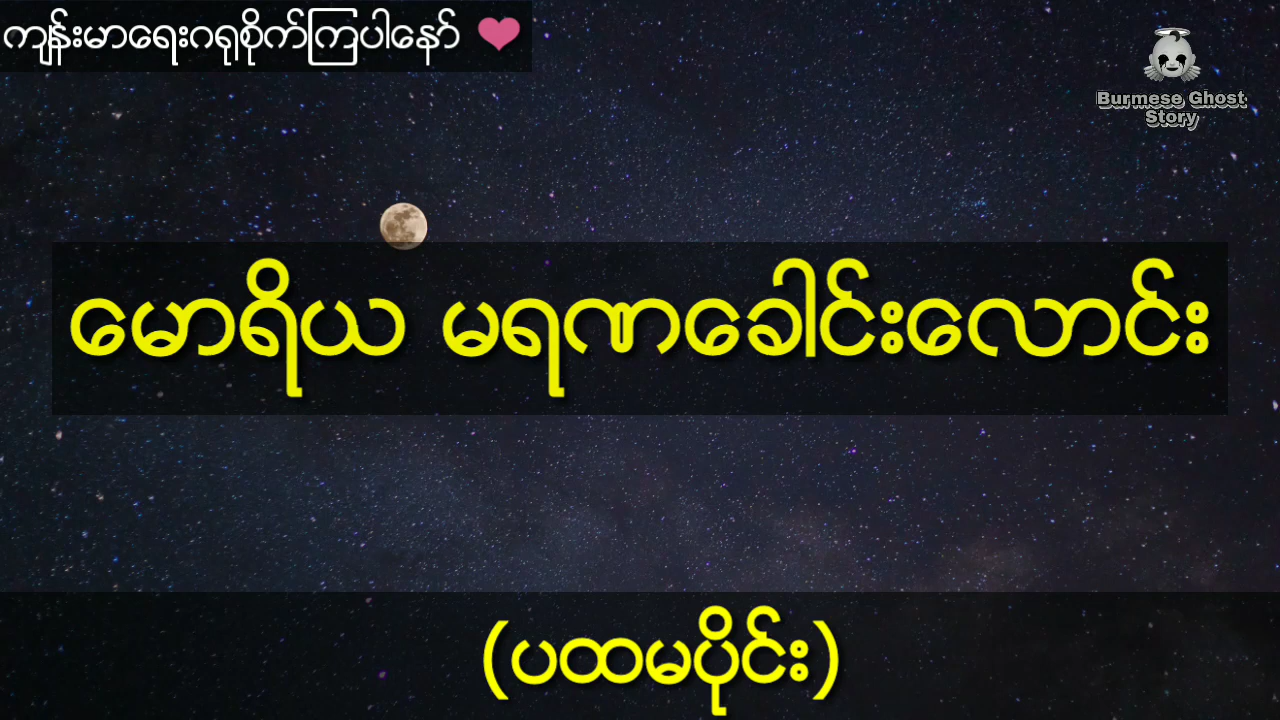 ကျန်းမာရေးဂရုစိုက်ကြပါနော် ❤
Burmese Ghost
Story
မောရိယ မရဏခေါင်းလောင်း
(ပထမပိုင်း)